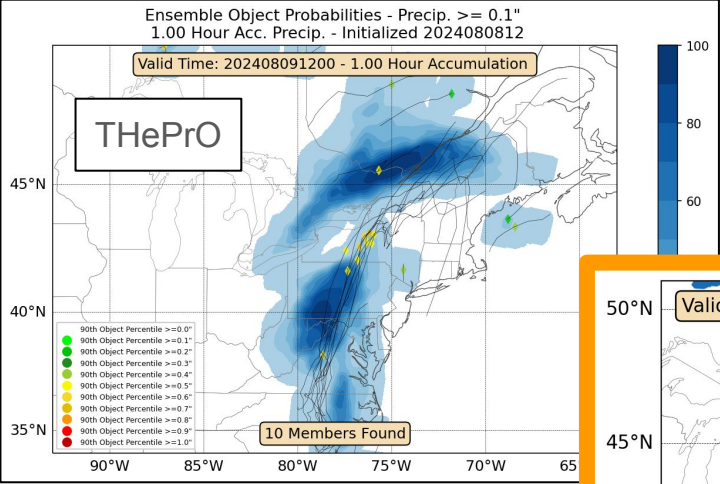 Ensemble Object Probabilities - Precip. >= 0.1"
1.00 Hour Acc. Precip. - Initialized 2024080812
Valid Time: 202408091200 - 1.00 Hour Accumulation
THePrO
45°N
40°N
35°N
90°W
85°W
80°W
75°W
70°W
65
90th Object Percentile >=0.0"
90th Object Percentile >=0.1"
90th Object Percentile >=0.2"
90th Object Percentile >=0.3"
90th Object Percentile >=0.4"
90th Object Percentile >=0.5"
90th Object Percentile >=0.6"
90th Object Percentile >=0.7"
90th Object Percentile >=0.8"
90th Object Percentile >=0.9"
90th Object Percentile >=1.0"
10 Members Found
100
80
60
50°N
45°N
Valid